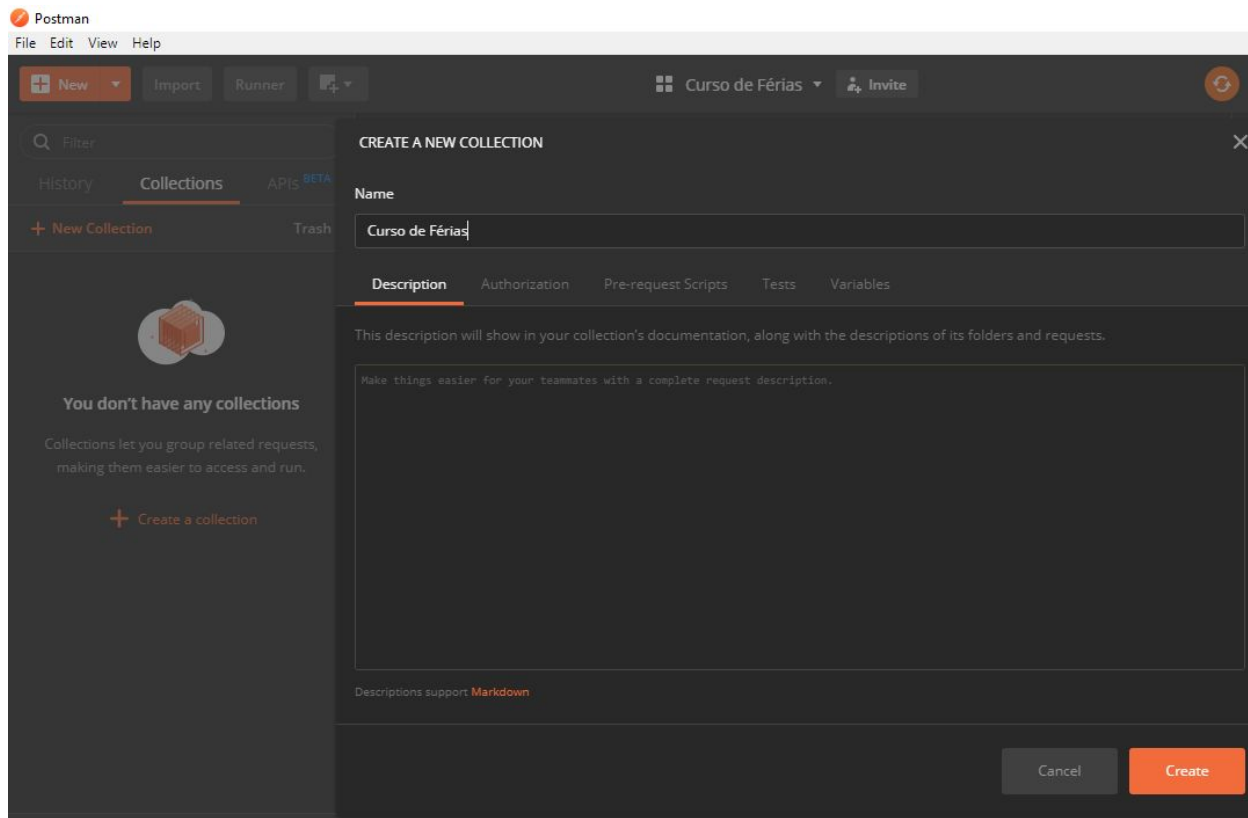 Postman
File Edit View Help
New Import Runner Curso de Férias Invite
Filter
History Collections APIs BETA
+ New Collection Trash
You don't have any collections
Collections let you group related requests,
making them easier to access and run.
+ Create a collection
CREATE A NEW COLLECTION
Name
Curso de Férias
Description Authorization Pre-request Scripts Tests Variables
This description will show in your collection's documentation, along with the descriptions of its folders and requests.
Make things easier for your teammates with a complete request description.
Descriptions support Markdown
Cancel Create